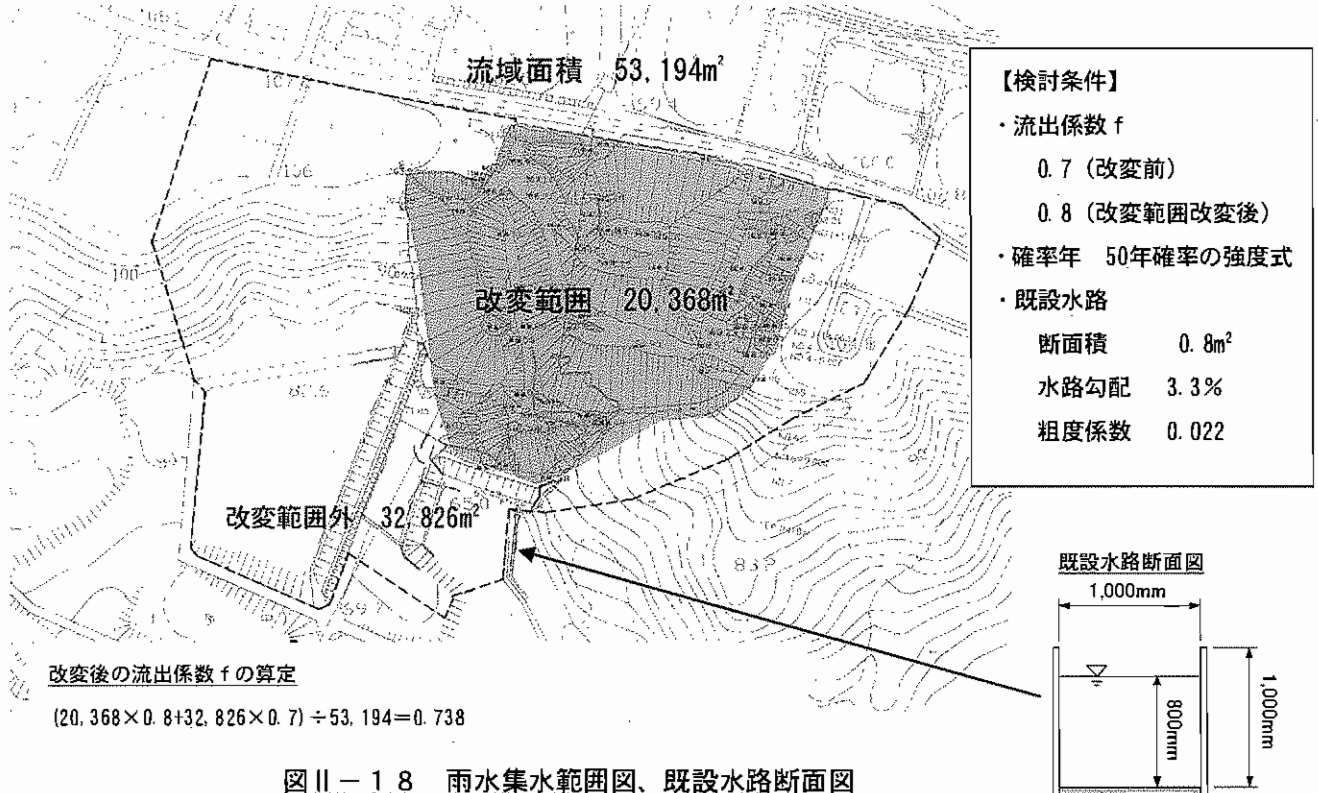 流域面積 53,194m²
【検討条件】
・流出係数 f
0.7（改変前）
0.8（改変範囲改変後）
・確率年 50年確率の強度式
・既設水路
断面積 0.8m²
水路勾配 3.3%
粗度係数 0.022
106
100
改変範囲 20,368m²
改変範囲外 32,826m²
既設水路断面図
1,000mm
800mm
1,000mm
改変後の流出係数 f の算定
(20,368×0.8+32,826×0.7)÷53,194=0.738
図Ⅱ－１８ 雨水集水範囲図、既設水路断面図